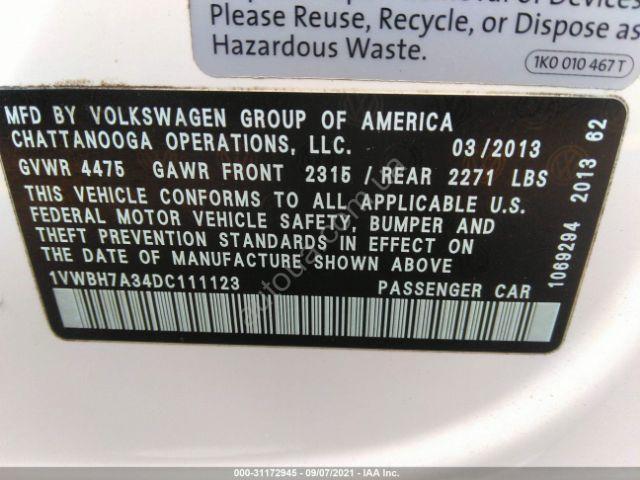 Please Reuse, Recycle, or Dispose as
Hazardous Waste.
1K0 010 467 T
MFD BY VOLKSWAGEN GROUP OF AMERICA
CHATTANOOGA OPERATIONS, LLC. 03/2013
GVWR 4475 GAWR FRONT 2315 / REAR 2271 LBS
THIS VEHICLE CONFORMS TO ALL APPLICABLE U.S.
FEDERAL MOTOR VEHICLE SAFETY, BUMPER AND
THEFT PREVENTION STANDARDS IN EFFECT ON
THE DATE OF MANUFACTURE SHOWN ABOVE
1VWBH7A34DC111123 PASSENGER CAR
1069294 2013 62
autoua.com.ua
000-31172945 - 09/07/2021 - IAA Inc.